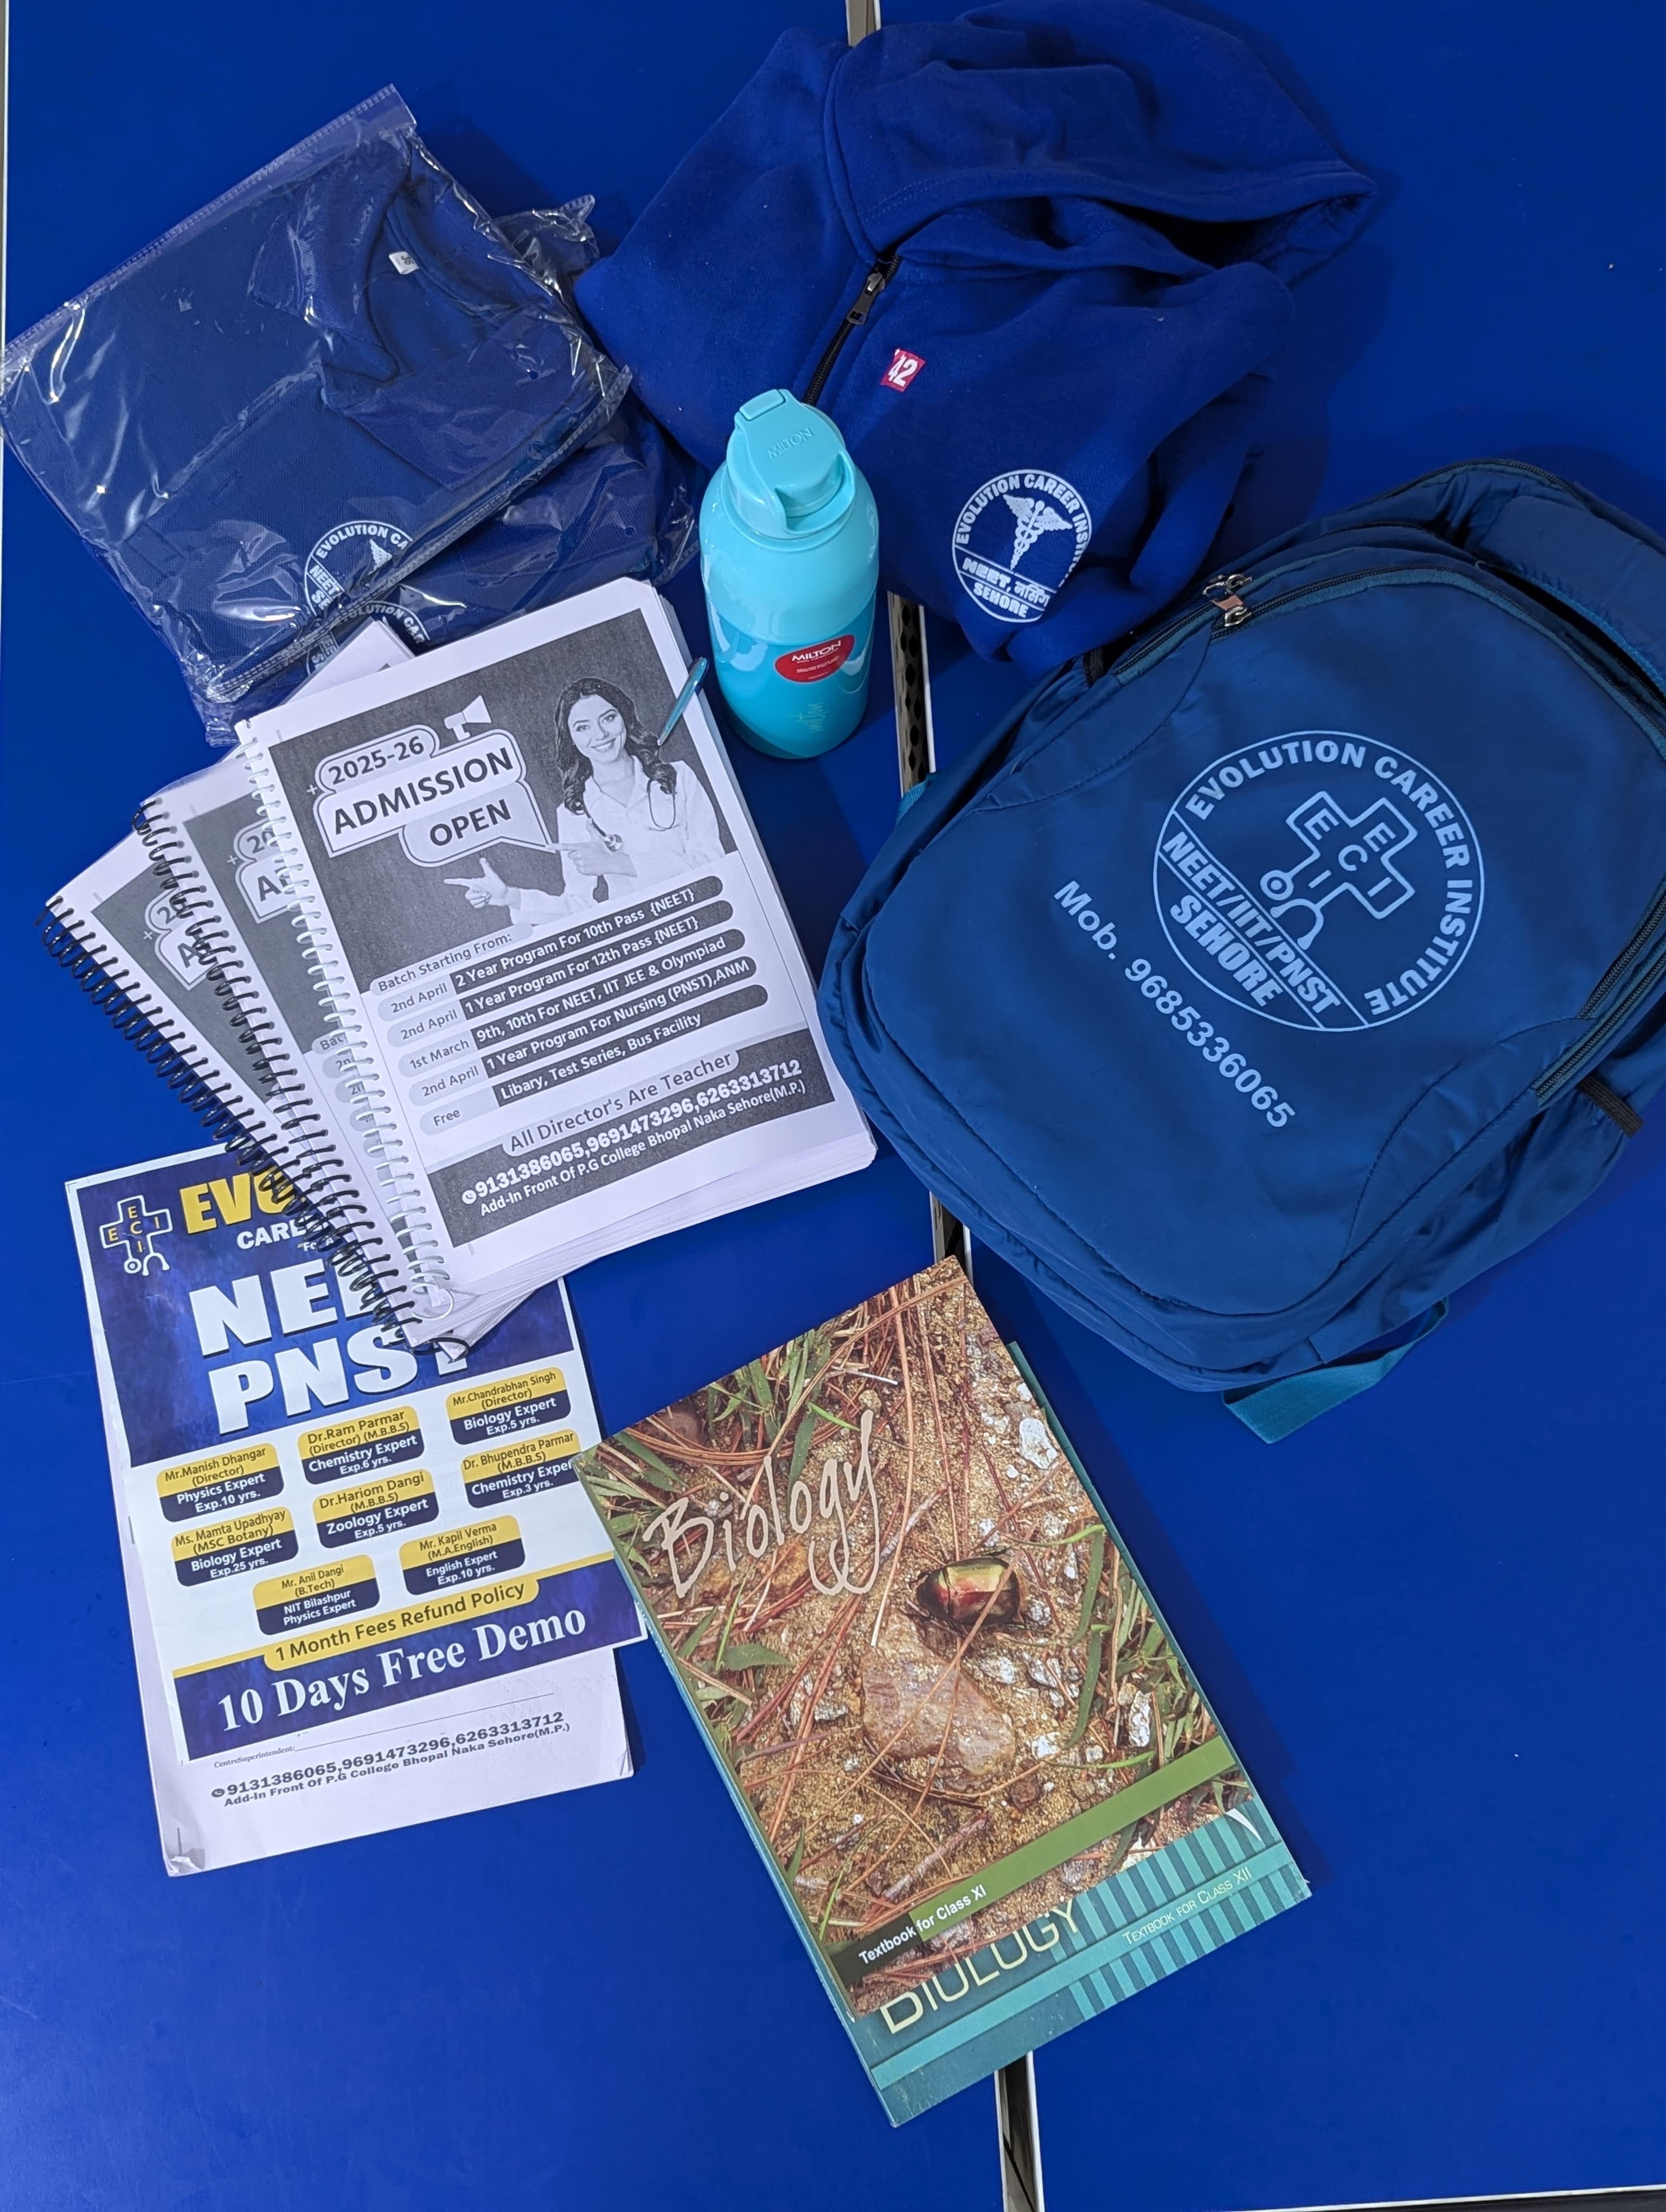 EVO
CARE
NEE
PNST
Mr.Manish Dhangar
(Director)
Physics Expert
Exp.10 yrs.
Dr.Ram Parmar
(Director) (M.B.B.S)
Chemistry Expert
Exp.6 yrs.
Mr.Chandrabhan Singh
(Director)
Biology Expert
Exp.5 yrs.
Ms. Mamta Upadhyay
(MSC Botany)
Biology Expert
Exp.25 yrs.
Dr.Hariom Dangi
(M.B.B.S)
Zoology Expert
Exp.5 yrs.
Dr. Bhupendra Parmar
(M.B.B.S)
Chemistry Exper
Exp.3 yrs.
Mr. Anil Dangi
(B.Tech)
NIT Bilashpur
Physics Expert
Mr. Kapil Verma
(M.A.English)
English Expert
Exp.10 yrs.
1 Month Fees Refund Policy
10 Days Free Demo
9131386065,9691473296,6263313712
Add-In Front of P.G College Bhopal Naka Sehore(M.P.)
2025-26
ADMISSION
OPEN
Batch Starting From:
2nd April 2 Year Program For 10th Pass {NEET}
2nd April 1 Year Program For 12th Pass {NEET}
1st March 9th, 10th For NEET, IIT JEE & Olympiad
2nd April 1 Year Program For Nursing (PNST),ANM
Free Libary, Test Series, Bus Facility
All Director's Are Teacher
9131386065,9691473296,6263313712
Add-In Front of P.G College Bhopal Naka Sehore(M.P.)
Biology
Textbook for Class XI
BIOLOGY
TEXTBOOK FOR CLASS XII
MILTON
MILTON
42
EVOLUTION CAREER INSTITUTE
SEHORE
EVOLUTION
NEET
36
Mob. 9685336065
EVOLUTION CAREER INSTITUTE
NEET/IIT/PNST
SEHORE
E
E C I
I